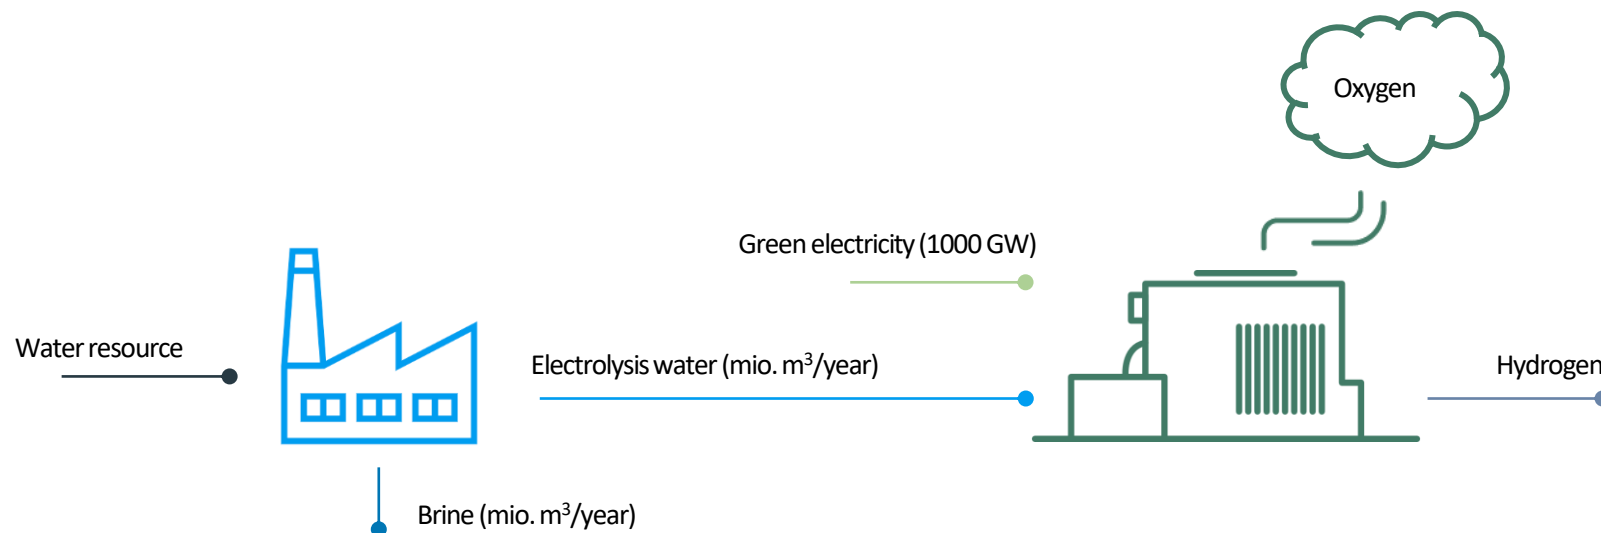 Oxygen
Green electricity (1000 GW)
Water resource
Electrolysis water (mio. m³/year)
Hydrogen
Brine (mio. m³/year)